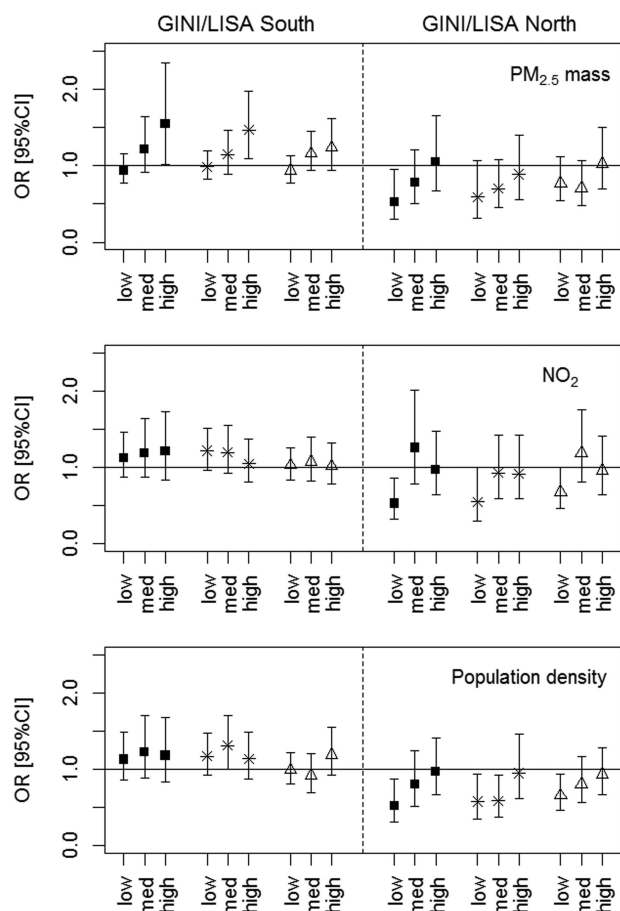 GINI/LISA South GINI/LISA North
PM2.5 mass
OR [95%CI]
2.0
1.0
0.0
low med high low med high low med high low med high low med high low med high
NO2
OR [95%CI]
2.0
1.0
0.0
low med high low med high low med high low med high low med high low med high
Population density
OR [95%CI]
2.0
1.0
0.0
low med high low med high low med high low med high low med high low med high